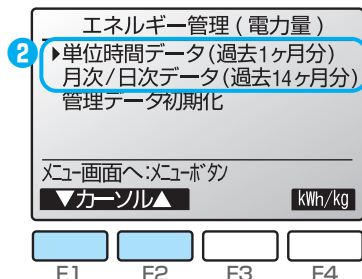 エネルギー管理(電力量)
2
▶単位時間データ(過去1ヶ月分)
月次/日次データ(過去14ヶ月分)
管理データ初期化
メニュー画面へ:メニューボタン
▼カーソル▲ kWh/kg
F1 F2 F3 F4